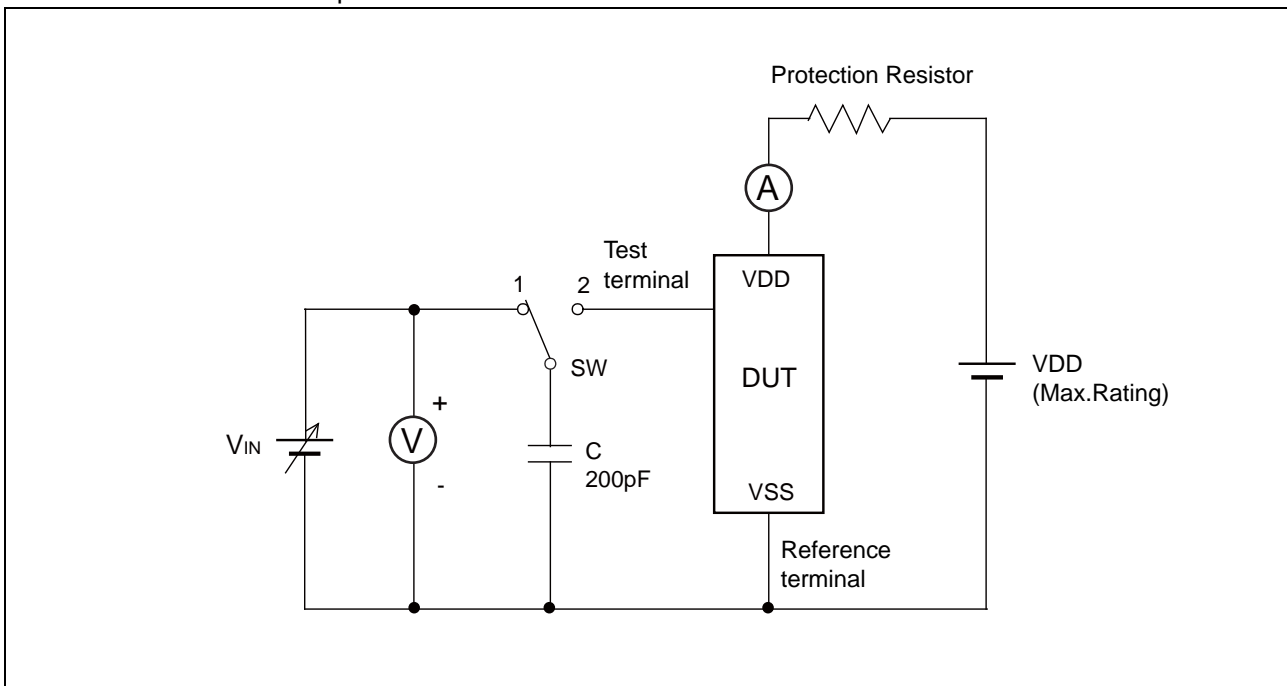 Protection Resistor
A
Test
terminal
1
2
VDD
SW
DUT
VDD
(Max.Rating)
+
V
-
VIN
C
200pF
VSS
Reference
terminal